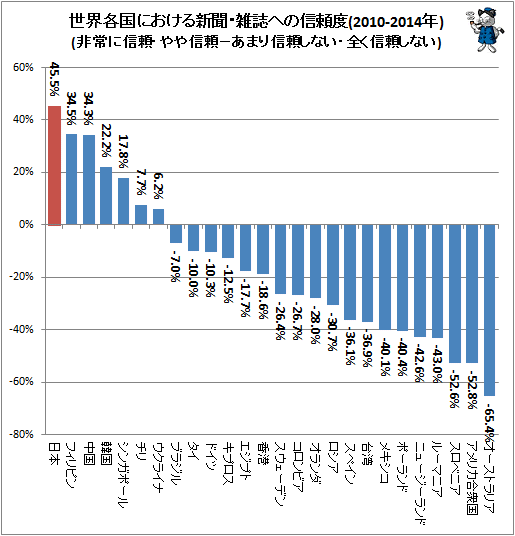 世界各国における新聞・雑誌への信頼度(2010-2014年)
(非常に信頼・やや信頼－あまり信頼しない・全く信頼しない)
60%
40%
20%
0%
-20%
-40%
-60%
-80%
45.5%
34.5%
34.3%
22.2%
17.8%
7.7%
6.2%
-7.0%
-10.0%
-10.3%
-12.5%
-17.7%
-18.6%
-26.4%
-26.7%
-28.0%
-30.7%
-36.1%
-36.9%
-40.1%
-40.4%
-42.6%
-43.0%
-52.6%
-52.8%
-65.4%
日本
フィリピン
中国
韓国
シンガポール
チリ
ウクライナ
ブラジル
タイ
ドイツ
キプロス
エジプト
香港
スウェーデン
コロンビア
オランダ
ロシア
スペイン
台湾
メキシコ
ポーランド
ニュージーランド
ルーマニア
スロベニア
アメリカ合衆国
オーストラリア